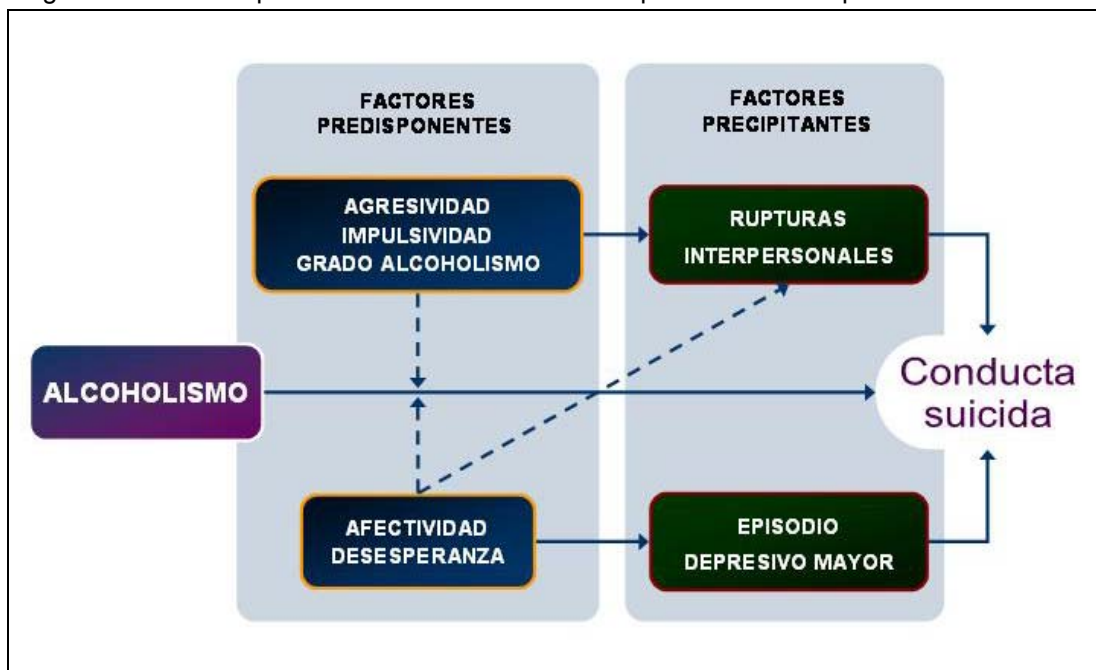 FACTORES
PREDISPONENTES
FACTORES
PRECIPITANTES
AGRESIVIDAD
IMPULSIVIDAD
GRADO ALCOHOLISMO
RUPTURAS
INTERPERSONALES
ALCOHOLISMO
Conducta
suicida
AFECTIVIDAD
DESESPERANZA
EPISODIO
DEPRESIVO MAYOR